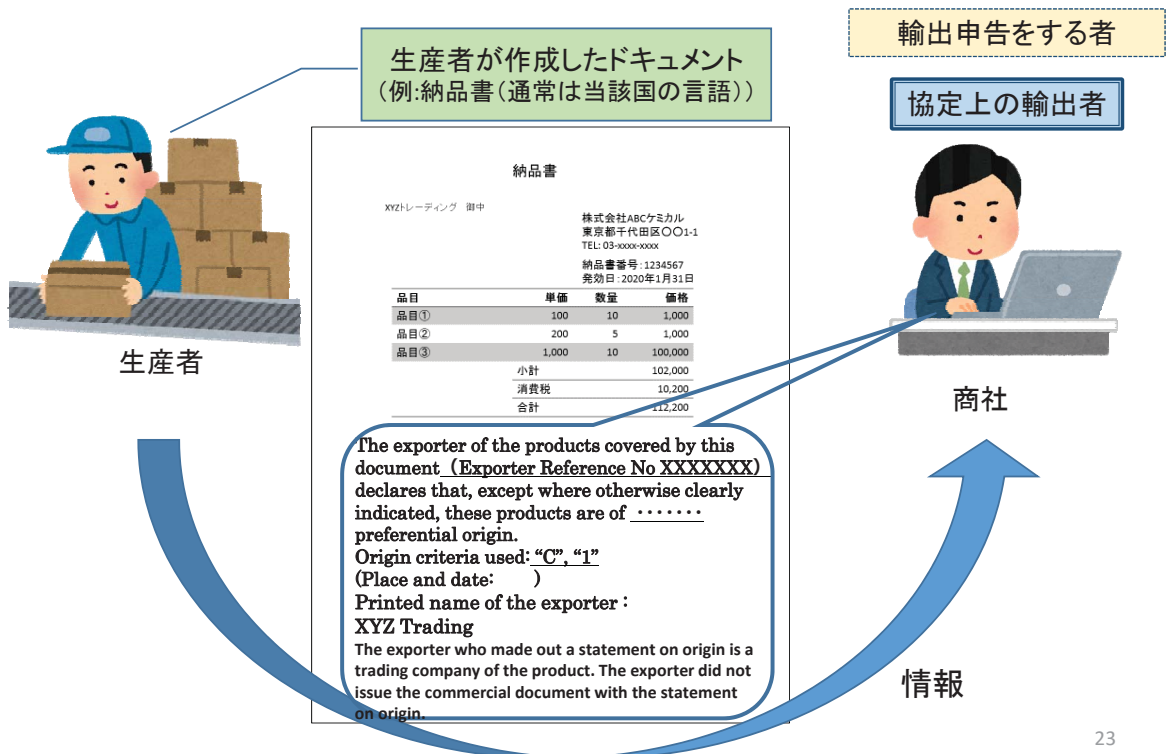 輸出申告をする者
生産者が作成したドキュメント
(例:納品書(通常は当該国の言語))
協定上の輸出者
納品書
XYZトレーディング 御中
株式会社ABCケミカル
東京都千代田区〇〇1-1
TEL: 03-xxxx-xxxx
納品書番号:1234567
発効日:2020年1月31日
品目 単価 数量 価格
品目① 100 10 1,000
品目② 200 5 1,000
品目③ 1,000 10 100,000
小計 102,000
消費税 10,200
合計 112,200
生産者
商社
The exporter of the products covered by this
document (Exporter Reference No XXXXXXX)
declares that, except where otherwise clearly
indicated, these products are of ・・・・・・・
preferential origin.
Origin criteria used: “C”, “1”
(Place and date: )
Printed name of the exporter :
XYZ Trading
The exporter who made out a statement on origin is a
trading company of the product. The exporter did not
issue the commercial document with the statement
on origin.
情報
23